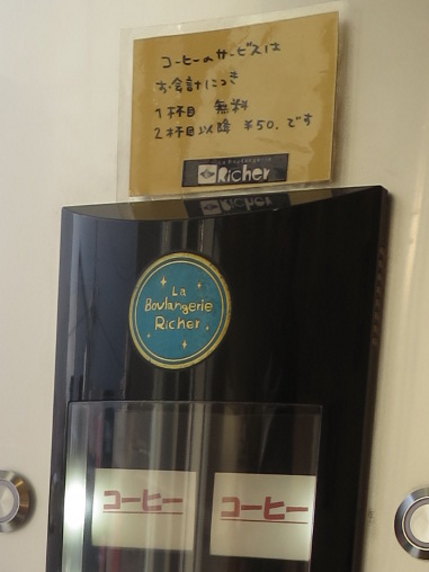 コーヒーのサービスは
お会計につき
1杯目 無料
2杯目以降 ¥50.です
La Boulangerie
Richer
La
Boulangerie
Richer
コーヒー
コーヒー